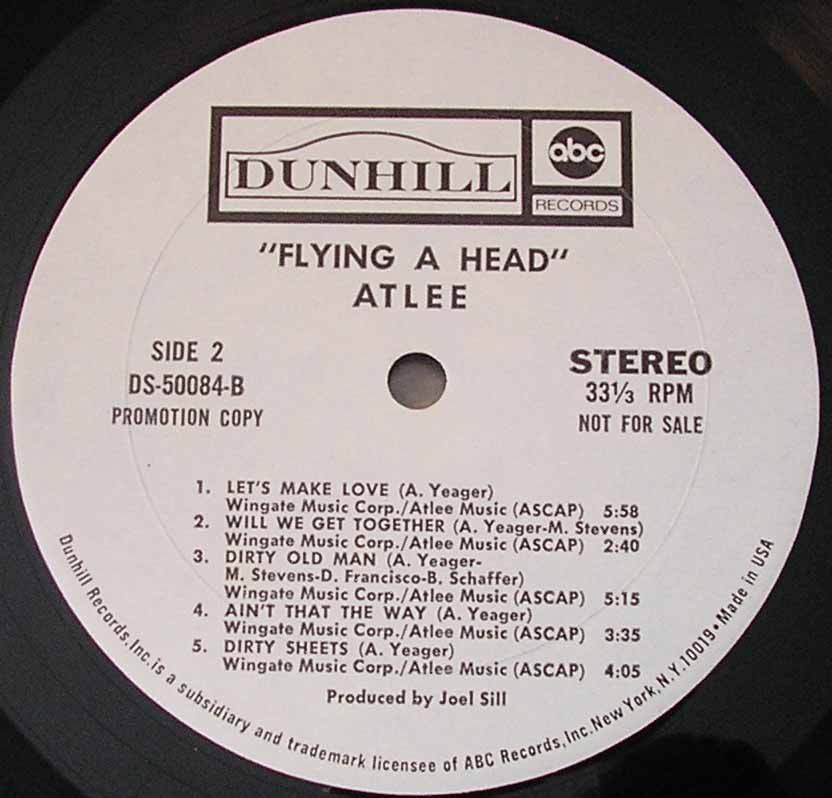 DUNHILL
abc
RECORDS
"FLYING A HEAD"
ATLEE
SIDE 2
DS-50084-B
PROMOTION COPY
STEREO
33⅓ RPM
NOT FOR SALE
1. LET'S MAKE LOVE (A. Yeager)
Wingate Music Corp./Atlee Music (ASCAP) 5:58
2. WILL WE GET TOGETHER (A. Yeager-M. Stevens)
Wingate Music Corp./Atlee Music (ASCAP) 2:40
3. DIRTY OLD MAN (A. Yeager-
M. Stevens-D. Francisco-B. Schaffer)
Wingate Music Corp./Atlee Music (ASCAP) 5:15
4. AIN'T THAT THE WAY (A. Yeager)
Wingate Music Corp./Atlee Music (ASCAP) 3:35
5. DIRTY SHEETS (A. Yeager)
Wingate Music Corp./Atlee Music (ASCAP) 4:05
Produced by Joel Sill
Dunhill Records, Inc. is a subsidiary and trademark licensee of ABC Records, Inc. New York, N.Y. 10019 • Made in USA